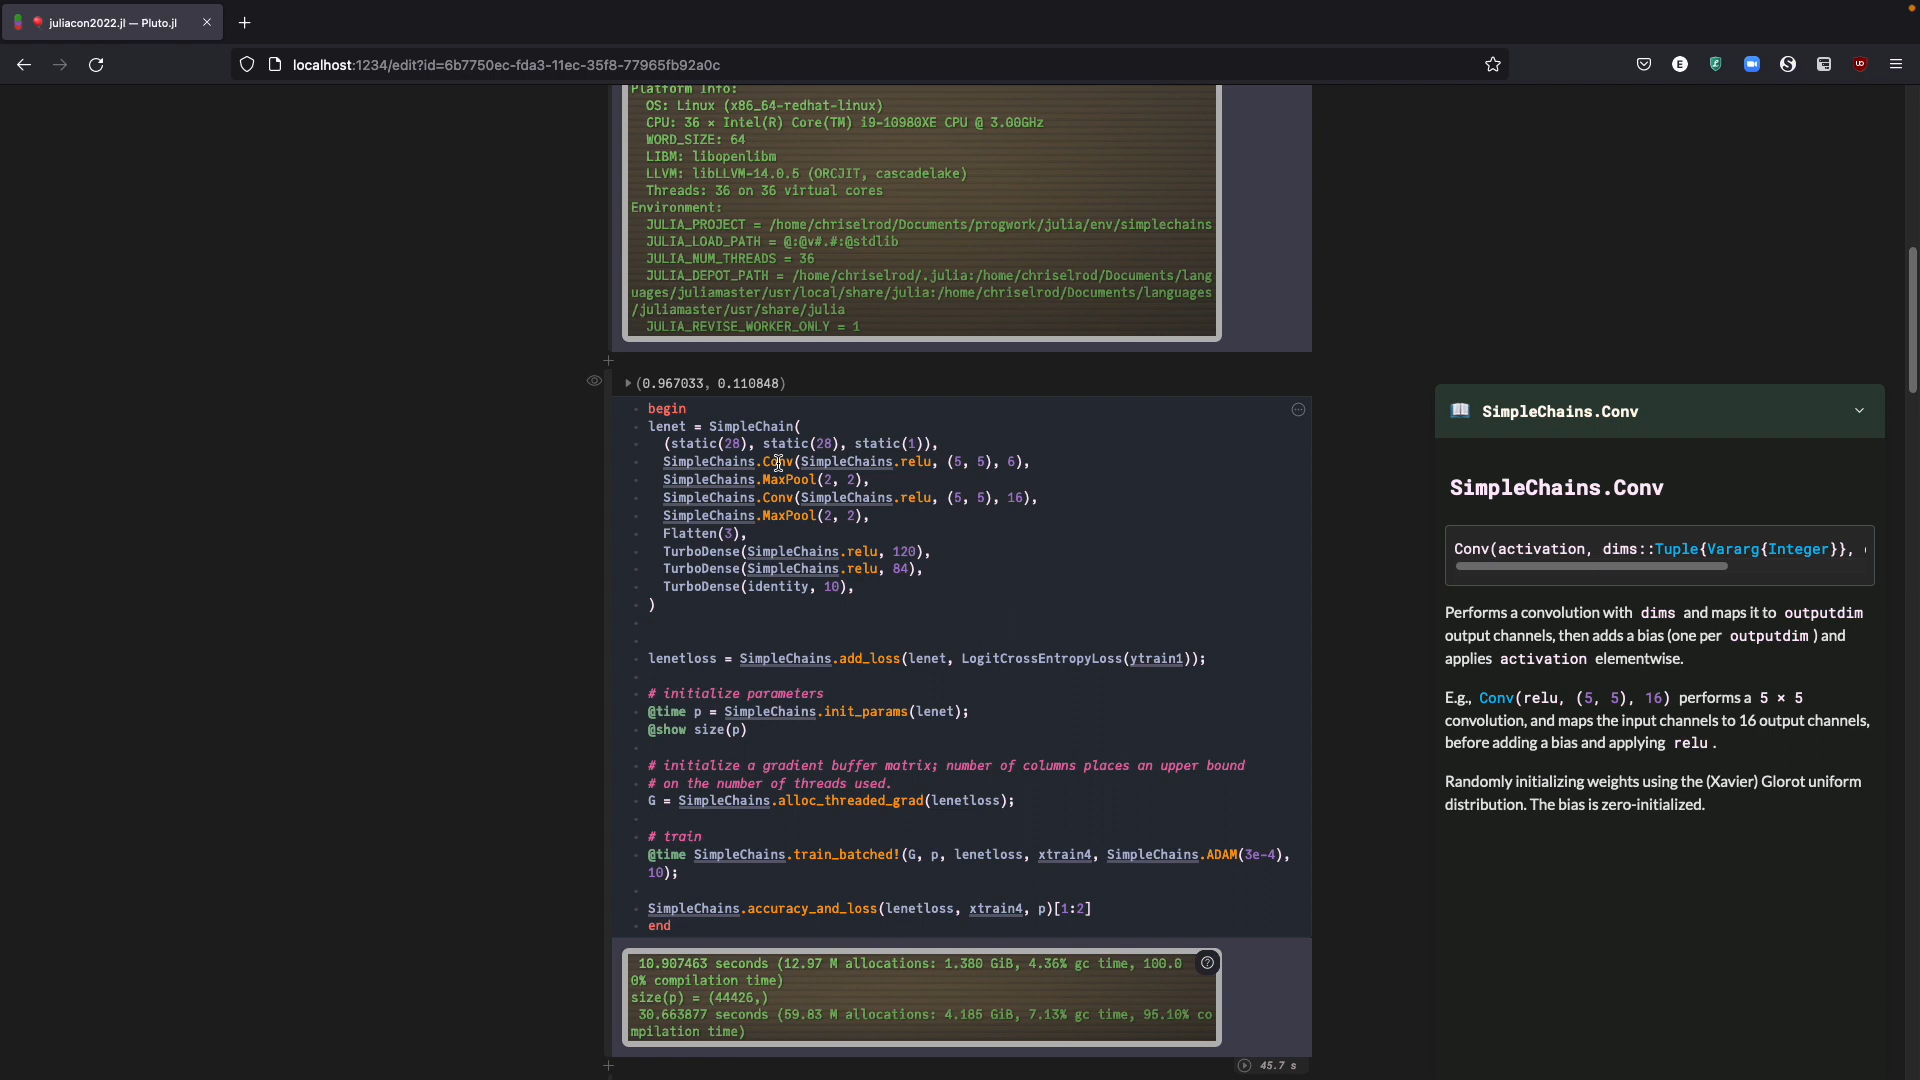 juliacon2022.jl — Pluto.jl
localhost:1234/edit?id=6b7750ec-fda3-11ec-35f8-77965fb92a0c
Platform Info:
OS: Linux (x86_64-redhat-linux)
CPU: 36 × Intel(R) Core(TM) i9-10980XE CPU @ 3.00GHz
WORD_SIZE: 64
LIBM: libopenlibm
LLVM: libLLVM-14.0.5 (ORCJIT, cascadelake)
Threads: 36 on 36 virtual cores
Environment:
JULIA_PROJECT = /home/chriselrod/Documents/progwork/julia/env/simplechains
JULIA_LOAD_PATH = @:@v#.#:@stdlib
JULIA_NUM_THREADS = 36
JULIA_DEPOT_PATH = /home/chriselrod/.julia:/home/chriselrod/Documents/lang
uages/juliamaster/usr/local/share/julia:/home/chriselrod/Documents/languages
/juliamaster/usr/share/julia
JULIA_REVISE_WORKER_ONLY = 1
(0.967033, 0.110848)
begin
lenet = SimpleChain(
(static(28), static(28), static(1)),
SimpleChains.Conv(SimpleChains.relu, (5, 5), 6),
SimpleChains.MaxPool(2, 2),
SimpleChains.Conv(SimpleChains.relu, (5, 5), 16),
SimpleChains.MaxPool(2, 2),
Flatten(3),
TurboDense(SimpleChains.relu, 120),
TurboDense(SimpleChains.relu, 84),
TurboDense(identity, 10),
)
lenetloss = SimpleChains.add_loss(lenet, LogitCrossEntropyLoss(ytrain1));
# initialize parameters
@time p = SimpleChains.init_params(lenet);
@show size(p)
# initialize a gradient buffer matrix; number of columns places an upper bound
# on the number of threads used.
G = SimpleChains.alloc_threaded_grad(lenetloss);
# train
@time SimpleChains.train_batched!(G, p, lenetloss, xtrain4, SimpleChains.ADAM(3e-4),
10);
SimpleChains.accuracy_and_loss(lenetloss, xtrain4, p)[1:2]
end
10.907463 seconds (12.97 M allocations: 1.380 GiB, 4.36% gc time, 100.0
0% compilation time)
size(p) = (44426,)
30.663877 seconds (59.83 M allocations: 4.185 GiB, 7.13% gc time, 95.10% co
mpilation time)
45.7 s
SimpleChains.Conv
SimpleChains.Conv
Conv(activation, dims::Tuple{Vararg{Integer}},
Performs a convolution with dims and maps it to outputdim
output channels, then adds a bias (one per outputdim ) and
applies activation elementwise.
E.g., Conv(relu, (5, 5), 16) performs a 5 × 5
convolution, and maps the input channels to 16 output channels,
before adding a bias and applying relu .
Randomly initializing weights using the (Xavier) Glorot uniform
distribution. The bias is zero-initialized.